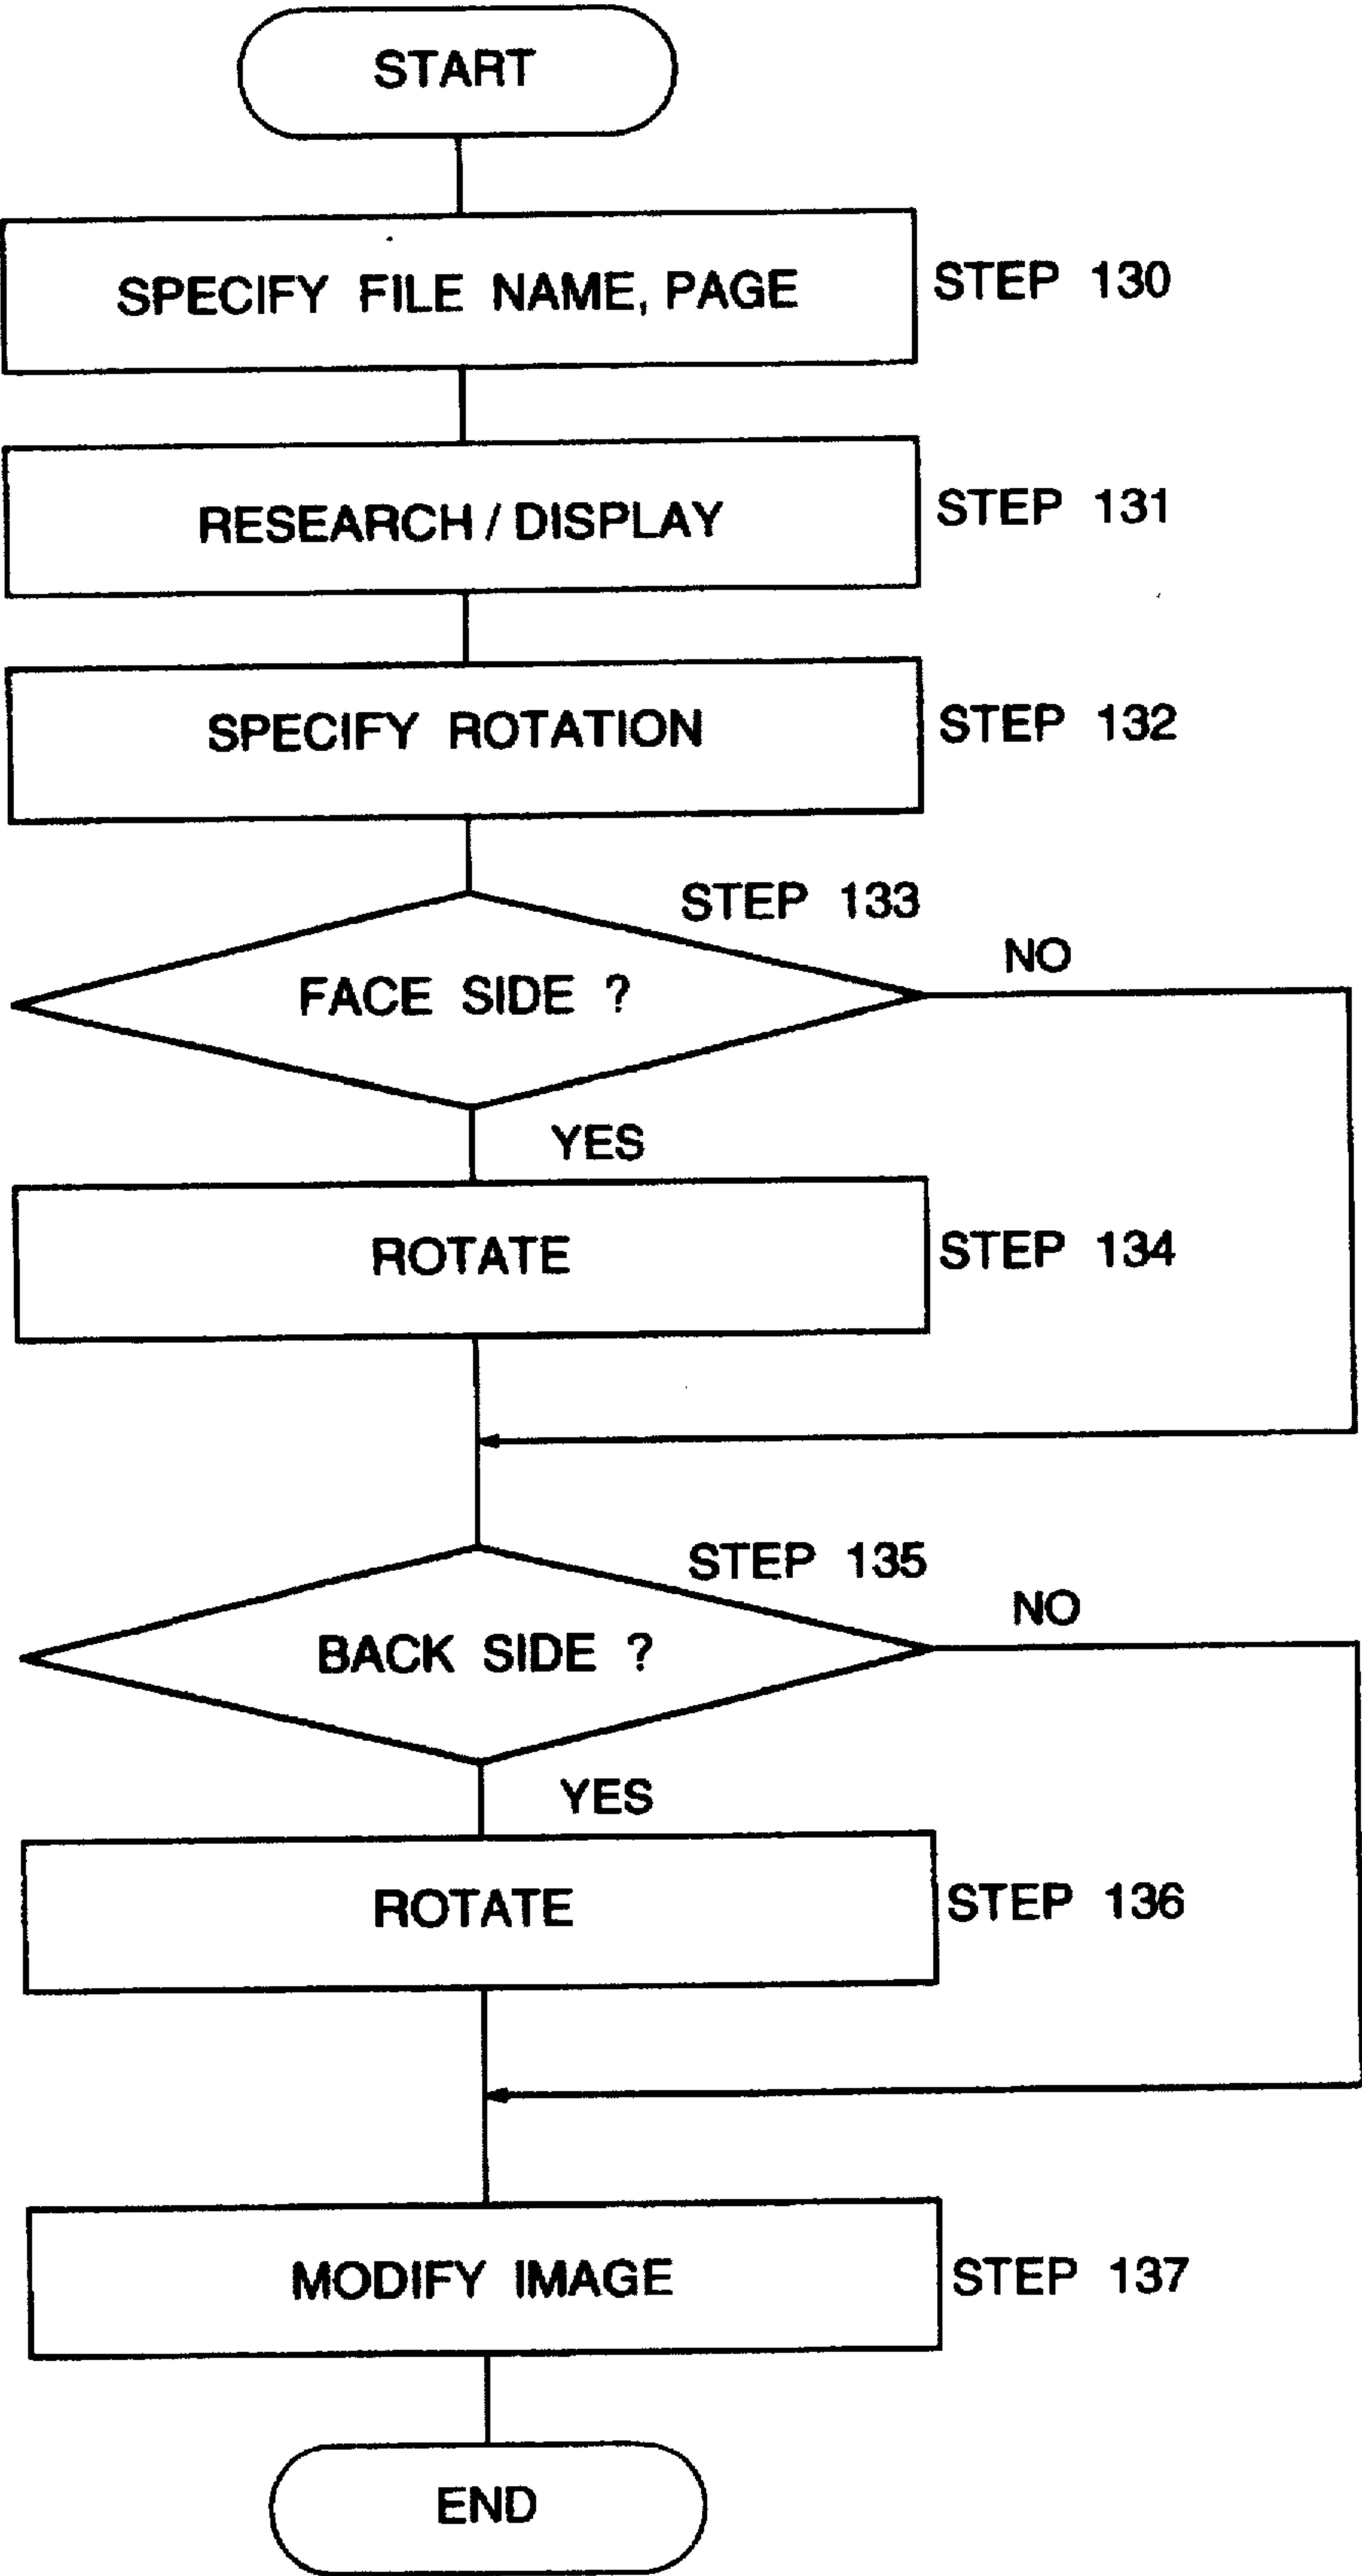 START
SPECIFY FILE NAME, PAGE
STEP 130
RESEARCH / DISPLAY
STEP 131
SPECIFY ROTATION
STEP 132
STEP 133
FACE SIDE ?
NO
YES
ROTATE
STEP 134
STEP 135
BACK SIDE ?
NO
YES
ROTATE
STEP 136
MODIFY IMAGE
STEP 137
END